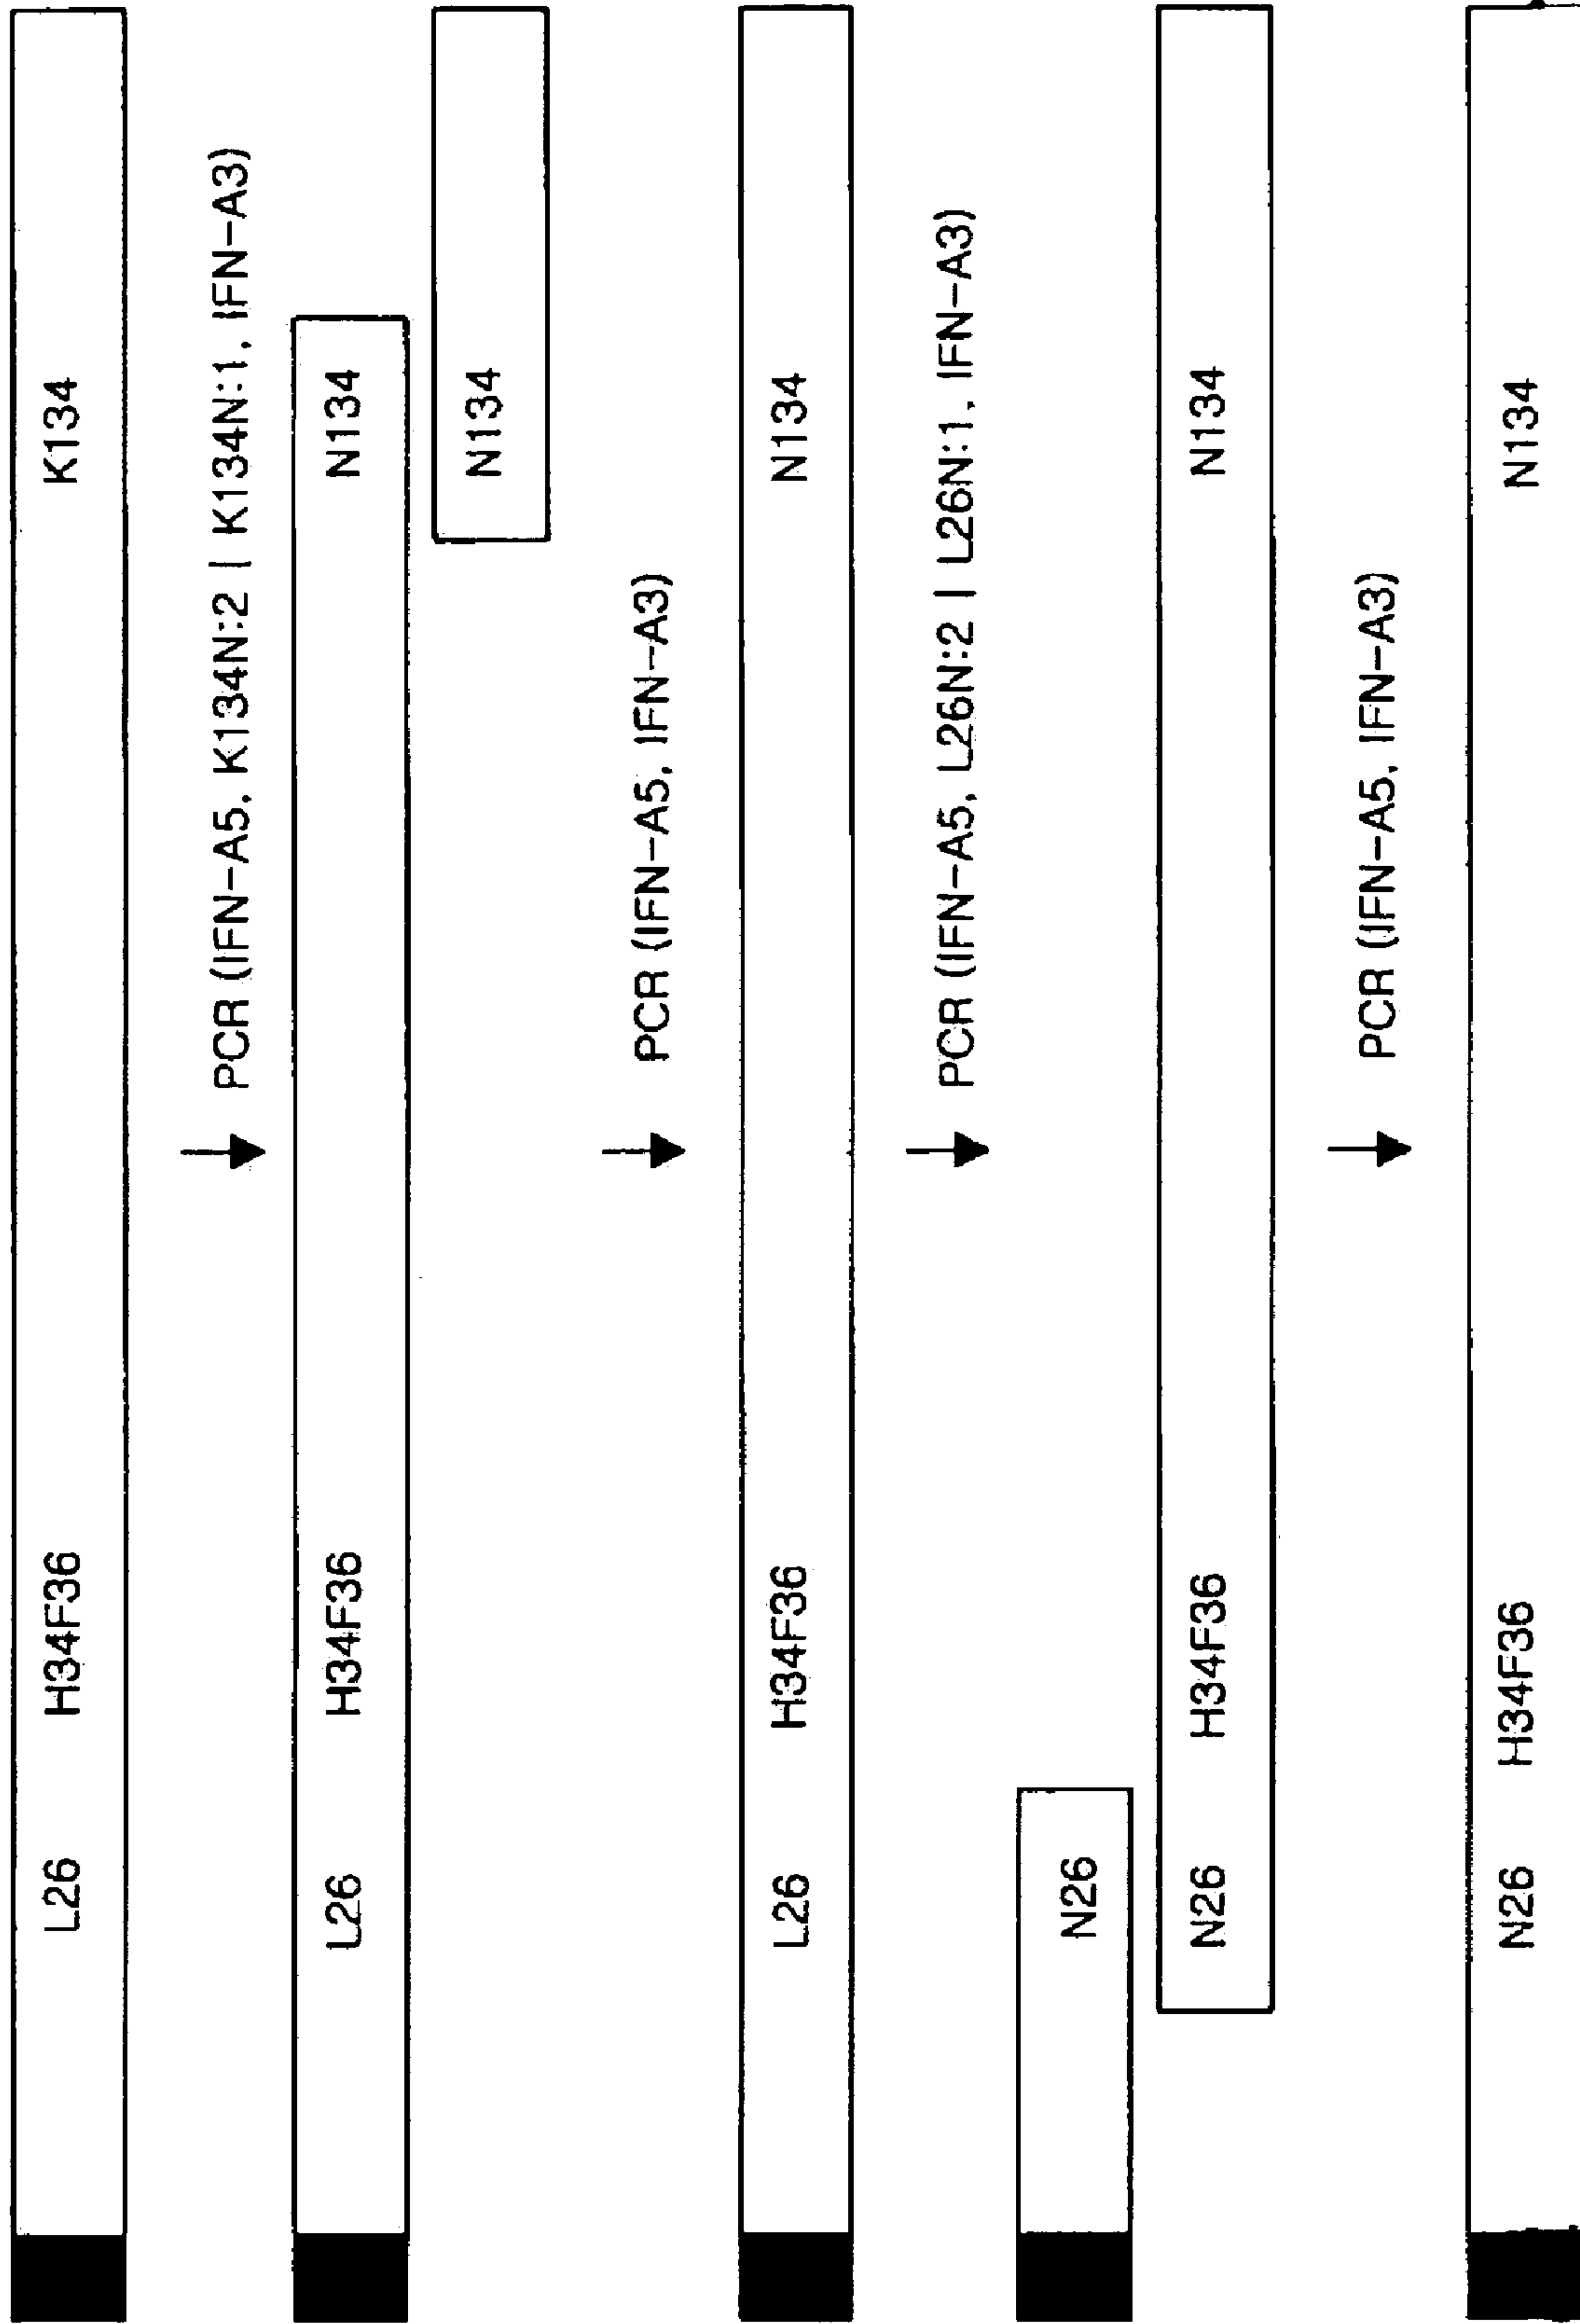 L26 H34F36 K134
PCR (IFN-A5, K134N:2 | K134N:1, IFN-A3)
L26 H34F36 N134
N134
PCR (IFN-A5, IFN-A3)
L26 H34F36 N134
PCR (IFN-A5, L26N:2 | L26N:1, IFN-A3)
N26
N26 H34F36 N134
PCR (IFN-A5, IFN-A3)
N26 H34F36 N134